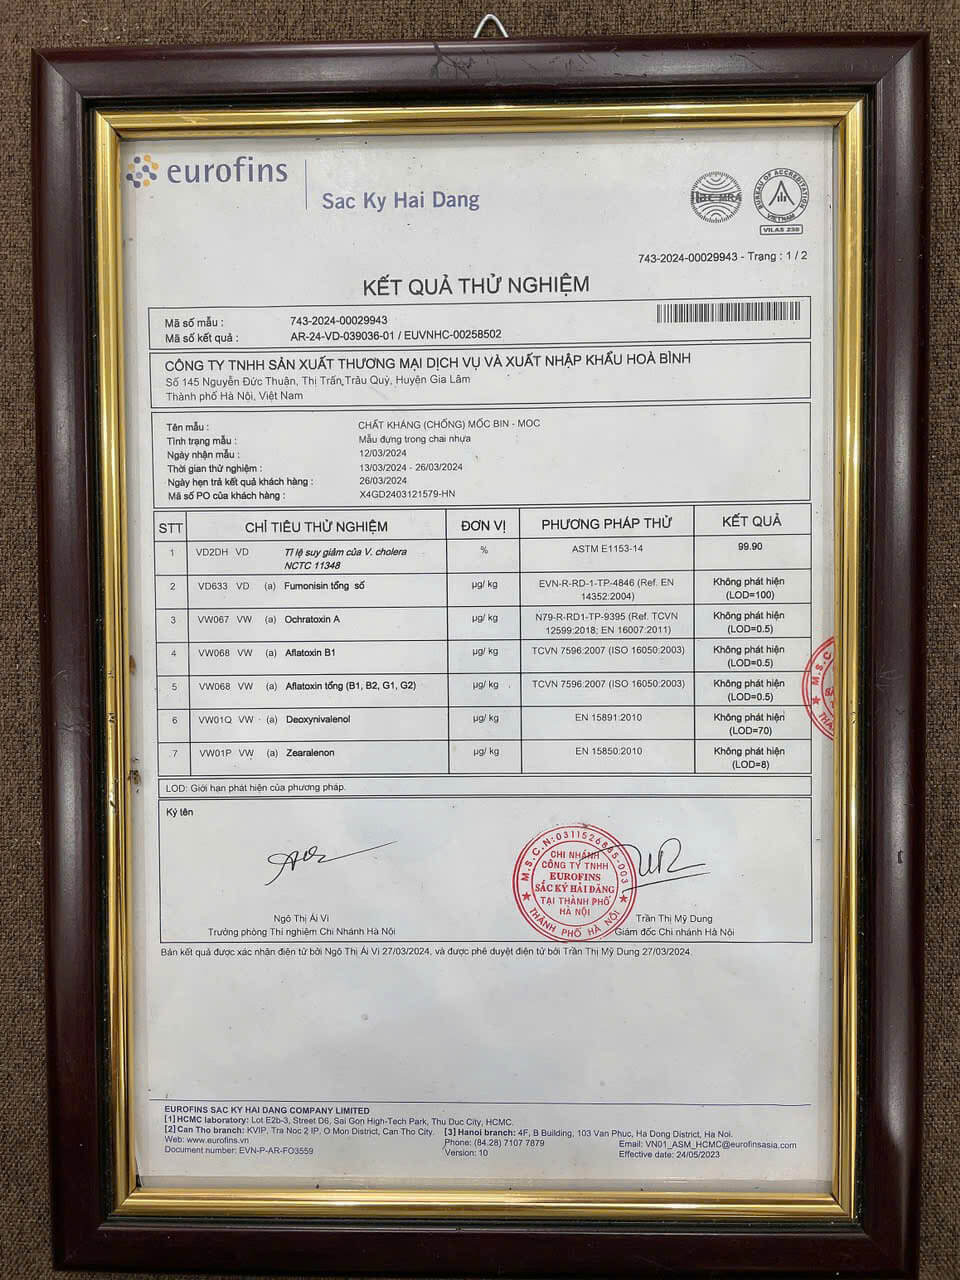 eurofins
Sac Ky Hai Dang
ilac-MRA
BUREAU OF ACCREDITATION
VIETNAM
VILAS 238
743-2024-00029943 - Trang : 1 / 2
KẾT QUẢ THỬ NGHIỆM
Mã số mẫu : 743-2024-00029943
Mã số kết quả : AR-24-VD-039036-01 / EUVNHC-00258502
CÔNG TY TNHH SẢN XUẤT THƯƠNG MẠI DỊCH VỤ VÀ XUẤT NHẬP KHẨU HOÀ BÌNH
Số 145 Nguyễn Đức Thuận, Thị Trấn Trâu Quỳ, Huyện Gia Lâm
Thành phố Hà Nội, Việt Nam
Tên mẫu : CHẤT KHÁNG (CHỐNG) MỐC BIN - MOC
Tình trạng mẫu : Mẫu đựng trong chai nhựa
Ngày nhận mẫu : 12/03/2024
Thời gian thử nghiệm : 13/03/2024 - 26/03/2024
Ngày hẹn trả kết quả khách hàng : 26/03/2024
Mã số PO của khách hàng : X4GD2403121579-HN
STT CHỈ TIÊU THỬ NGHIỆM ĐƠN VỊ PHƯƠNG PHÁP THỬ KẾT QUẢ
1 VD2DH VD Tỉ lệ suy giảm của V. cholera % ASTM E1153-14 99.90
NCTC 11348
2 VD633 VD (a) Fumonisin tổng số µg/ kg EVN-R-RD-1-TP-4846 (Ref. EN Không phát hiện
14352:2004) (LOD=100)
3 VW067 VW (a) Ochratoxin A µg/ kg N79-R-RD1-TP-9395 (Ref. TCVN Không phát hiện
12599:2018; EN 16007:2011) (LOD=0.5)
4 VW068 VW (a) Aflatoxin B1 µg/ kg TCVN 7596:2007 (ISO 16050:2003) Không phát hiện
(LOD=0.5)
5 VW068 VW (a) Aflatoxin tổng (B1, B2, G1, G2) µg/ kg TCVN 7596:2007 (ISO 16050:2003) Không phát hiện
(LOD=0.5)
6 VW01Q VW (a) Deoxynivalenol µg/ kg EN 15891:2010 Không phát hiện
(LOD=70)
7 VW01P VW (a) Zearalenon µg/ kg EN 15850:2010 Không phát hiện
(LOD=8)
LOD: Giới hạn phát hiện của phương pháp.
Ký tên
M.S.C.N:0311526865-003
CHI NHÁNH
CÔNG TY TNHH
EUROFINS
SẮC KÝ HẢI ĐĂNG
TẠI THÀNH PHỐ
HÀ NỘI
THÀNH PHỐ HÀ NỘI
Ngô Thị Ái Vi Trần Thị Mỹ Dung
Trưởng phòng Thí nghiệm Chi Nhánh Hà Nội Giám đốc Chi nhánh Hà Nội
Bản kết quả được xác nhận điện tử bởi Ngô Thị Ái Vi 27/03/2024, và được phê duyệt điện tử bởi Trần Thị Mỹ Dung 27/03/2024.
EUROFINS SAC KY HAI DANG COMPANY LIMITED
[1]HCMC laboratory: Lot E2b-3, Street D6, Sai Gon High-Tech Park, Thu Duc City, HCMC.
[2]Can Tho branch: KVIP, Tra Noc 2 IP, O Mon District, Can Tho City. [3]Hanoi branch: 4F, B Building, 103 Van Phuc, Ha Dong District, Ha Noi.
Web: www.eurofins.vn Phone: (84.28) 7107 7879 Email: VN01_ASM_HCMC@eurofinsasia.com
Document number: EVN-P-AR-FO3559 Version: 10 Effective date: 24/05/2023